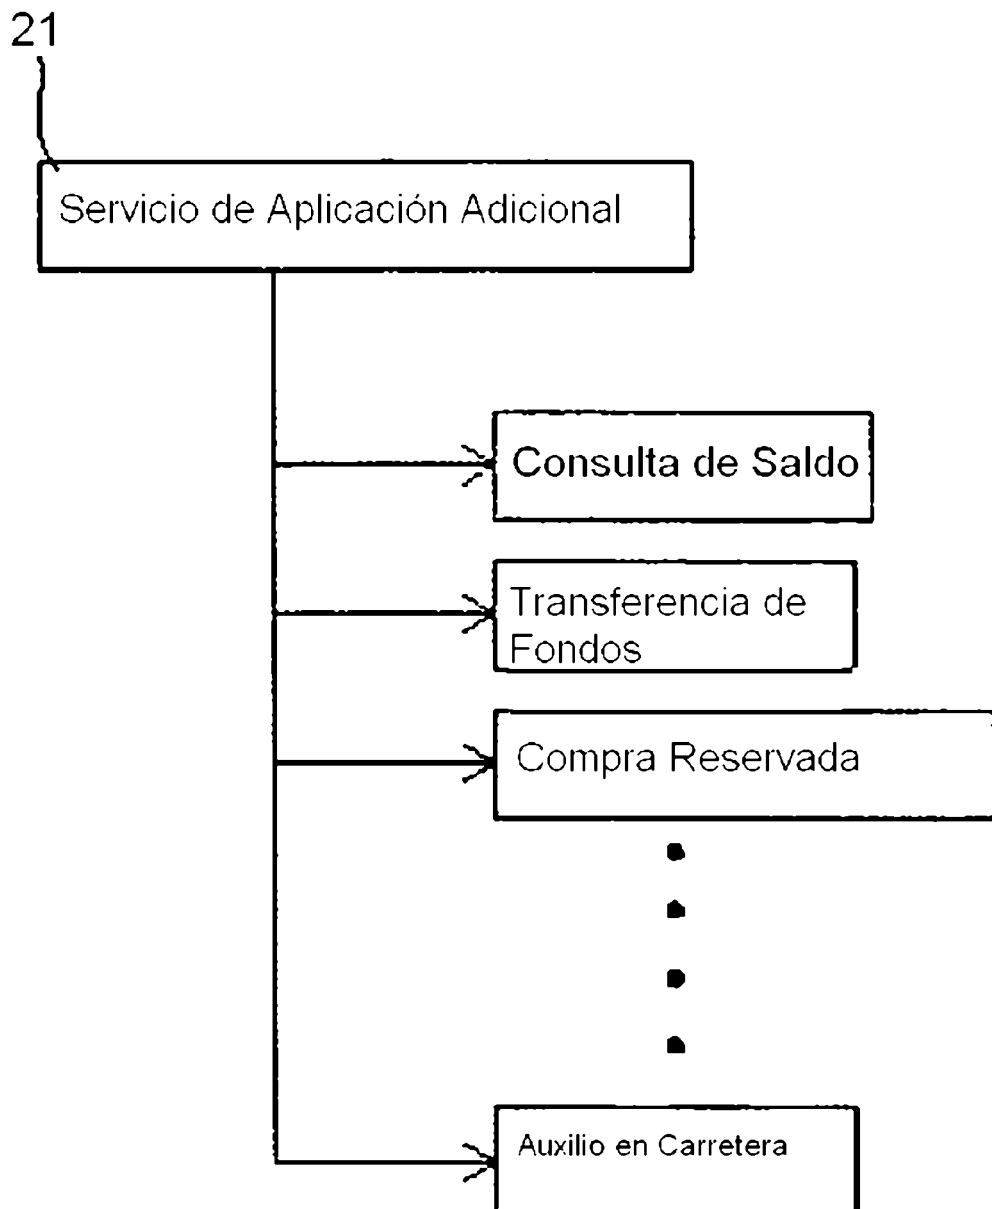 21
Servicio de Aplicación Adicional
Consulta de Saldo
Transferencia de
Fondos
Compra Reservada
Auxilio en Carretera